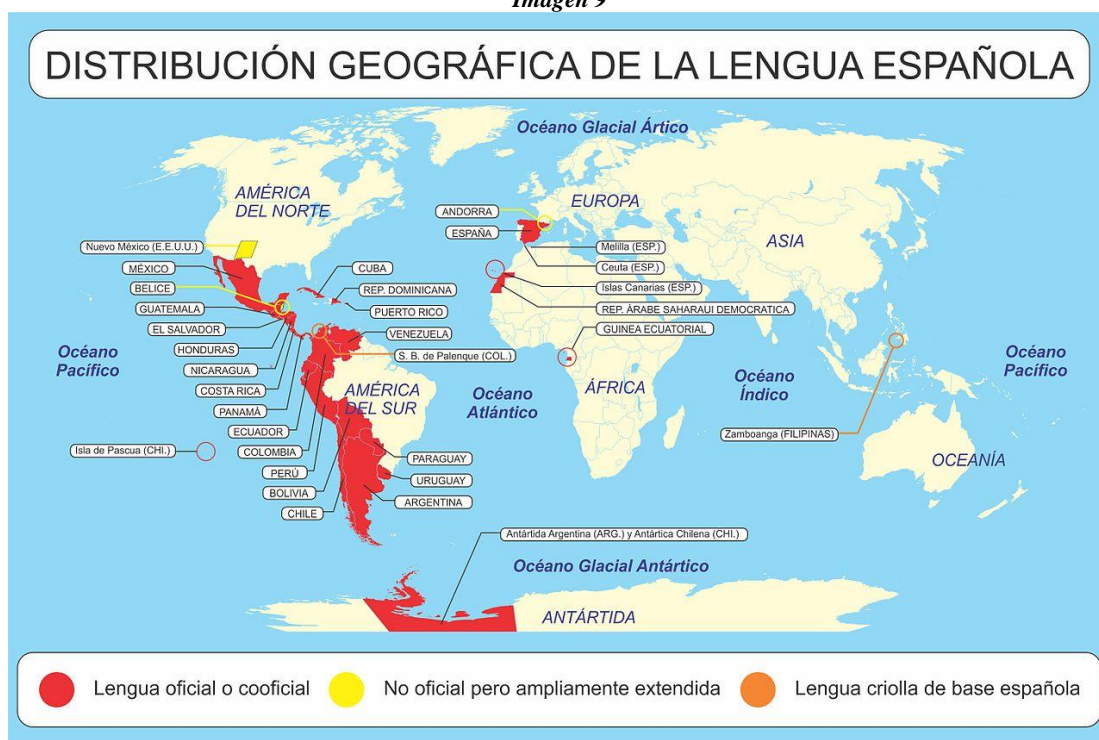 Imagen 9
DISTRIBUCIÓN GEOGRÁFICA DE LA LENGUA ESPAÑOLA
Océano Glacial Ártico
AMÉRICA
DEL NORTE
EUROPA
ASIA
ANDORRA
ESPAÑA
Nuevo México (E.E.U.U.)
Melilla (ESP.)
MÉXICO
CUBA
Ceuta (ESP.)
BELICE
REP. DOMINICANA
Islas Canarias (ESP.)
GUATEMALA
PUERTO RICO
REP. ÁRABE SAHARAUI DEMOCRATICA
EL SALVADOR
VENEZUELA
GUINEA ECUATORIAL
HONDURAS
S. B. de Palenque (COL.)
NICARAGUA
COSTA RICA
PANAMÁ
ECUADOR
COLOMBIA
PERÚ
BOLIVIA
CHILE
Océano
Pacífico
AMÉRICA
DEL SUR
Océano
Atlántico
ÁFRICA
Océano
Índico
Océano
Pacífico
Isla de Pascua (CHI.)
PARAGUAY
URUGUAY
ARGENTINA
Zamboanga (FILIPINAS)
OCEANÍA
Antártida Argentina (ARG.) y Antártica Chilena (CHI.)
Océano Glacial Antártico
ANTÁRTIDA
Lengua oficial o cooficial
No oficial pero ampliamente extendida
Lengua criolla de base española